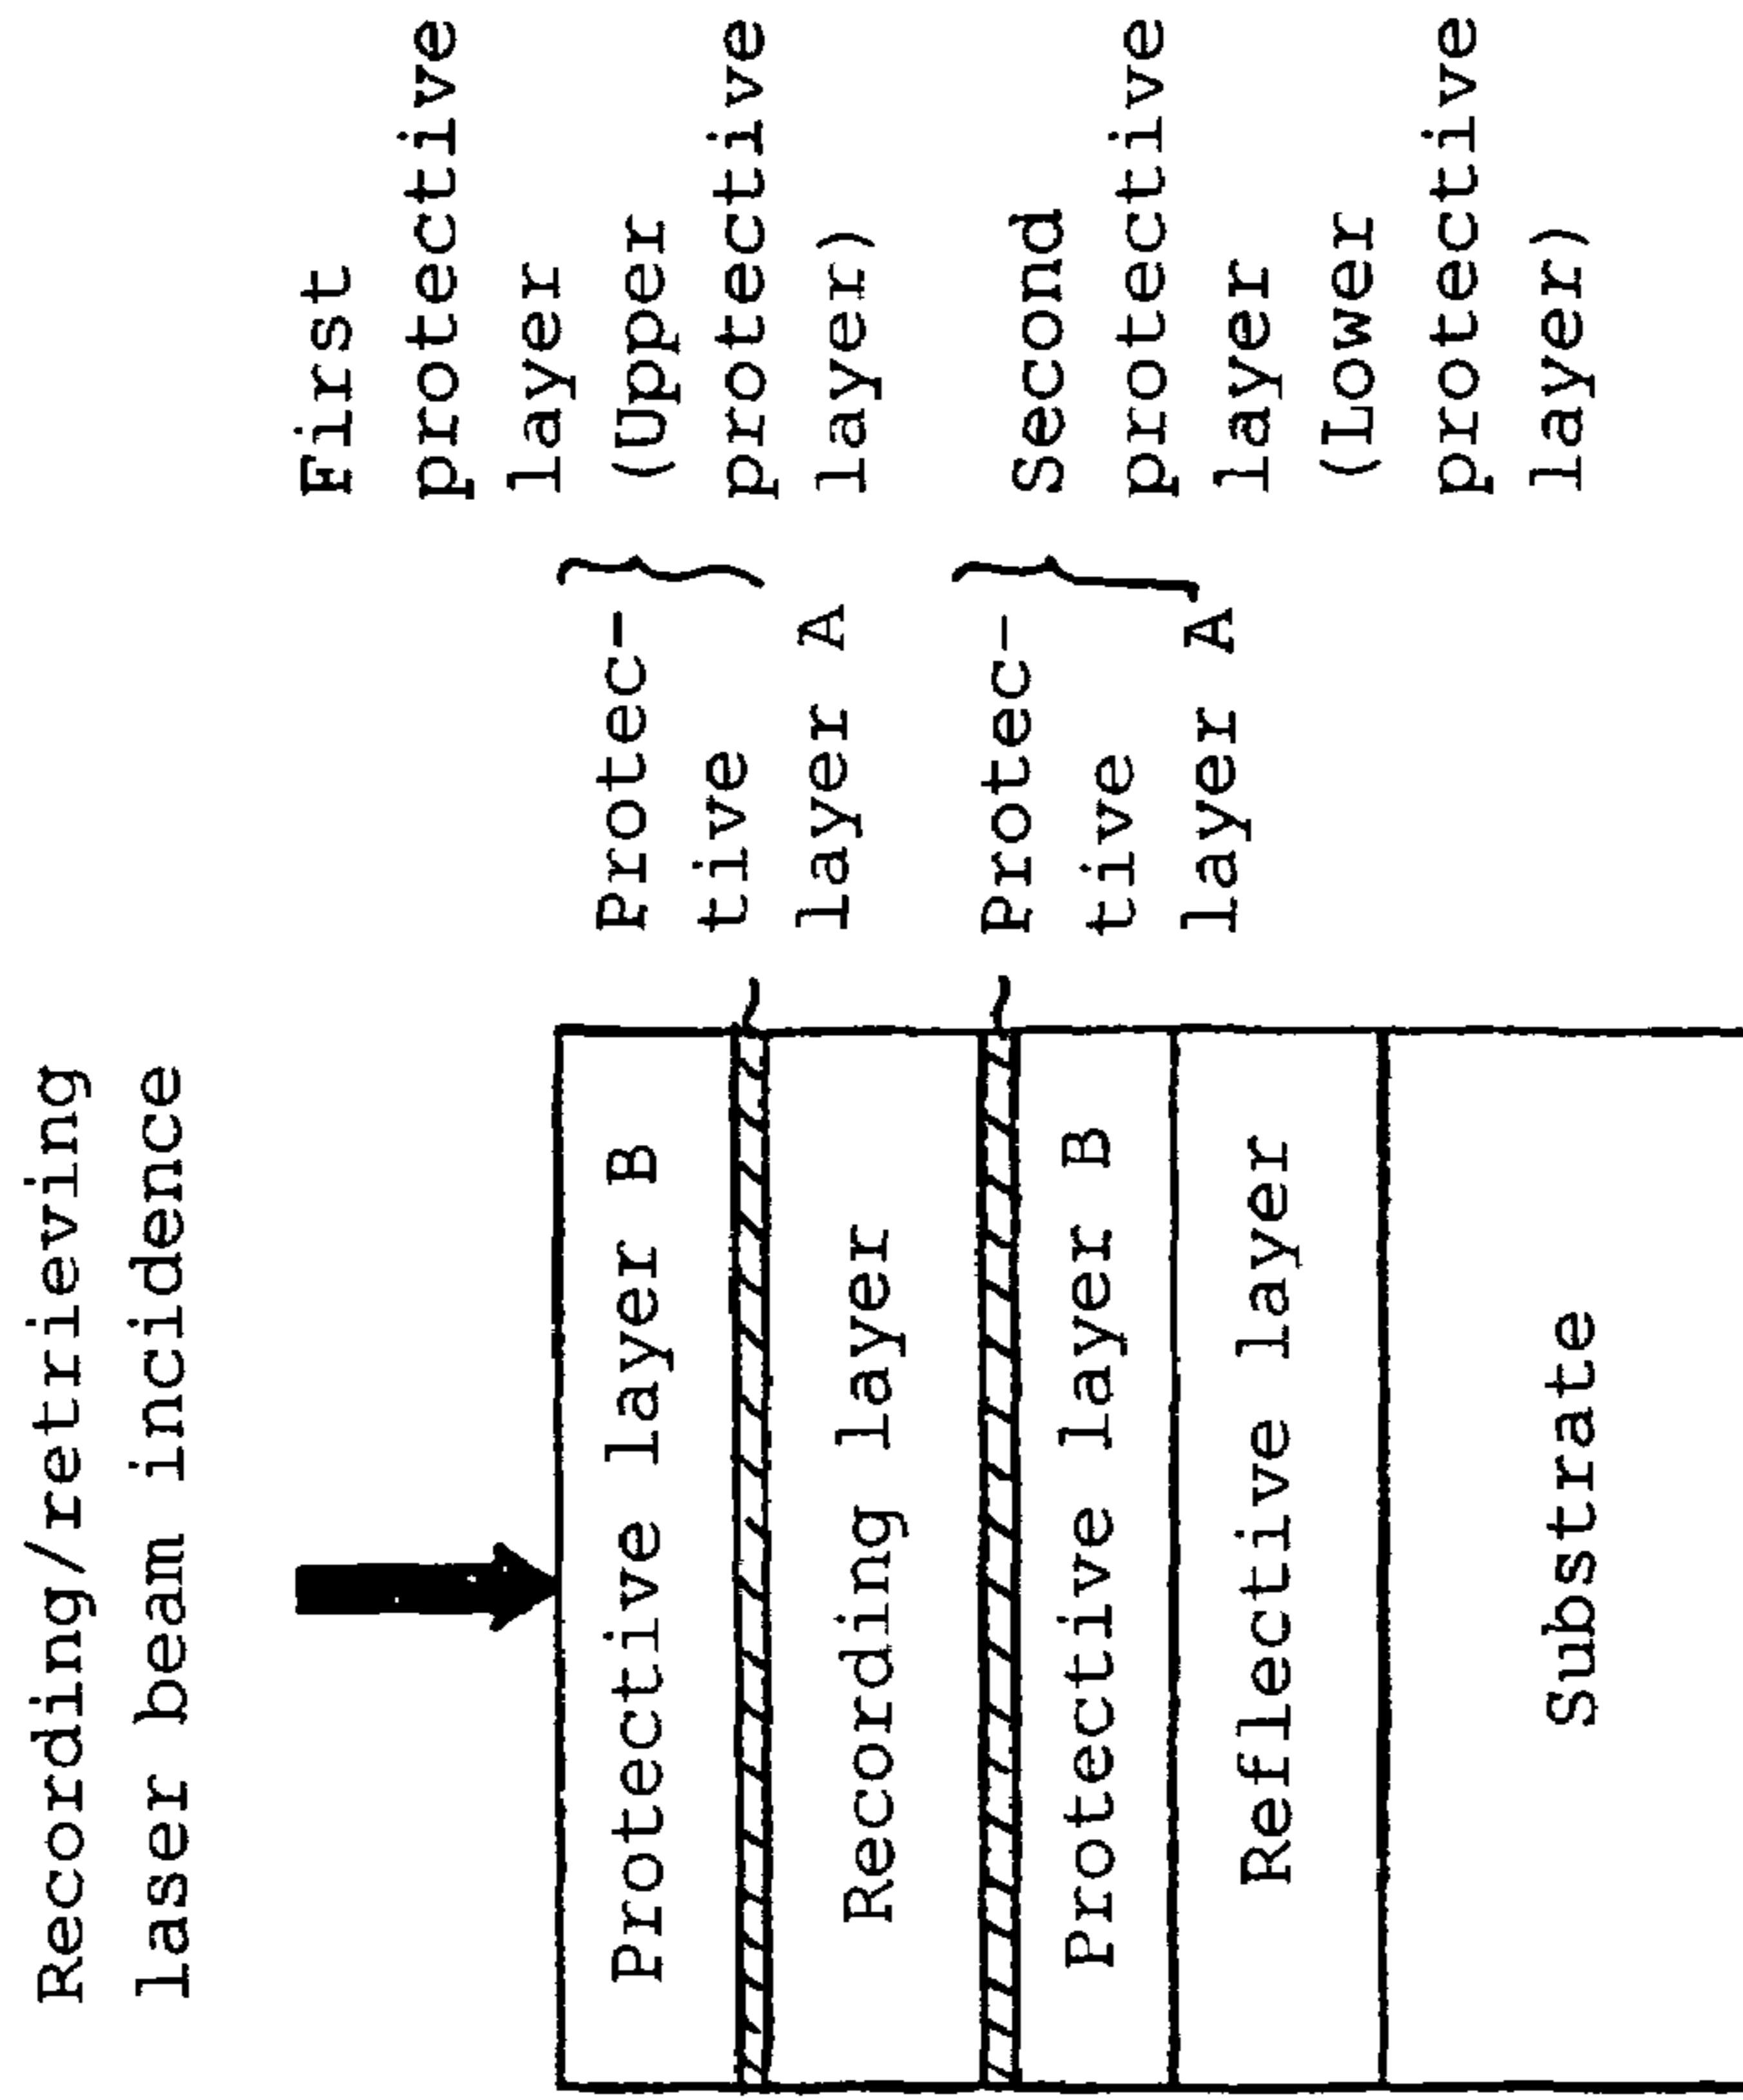 Recording/retrieving
laser beam incidence
Protective layer B
Recording layer
Protective layer B
Reflective layer
Substrate
Protec-
tive
layer A
Protec-
tive
layer A
First
protective
layer
(Upper
protective
layer)
Second
protective
layer
(Lower
protective
layer)